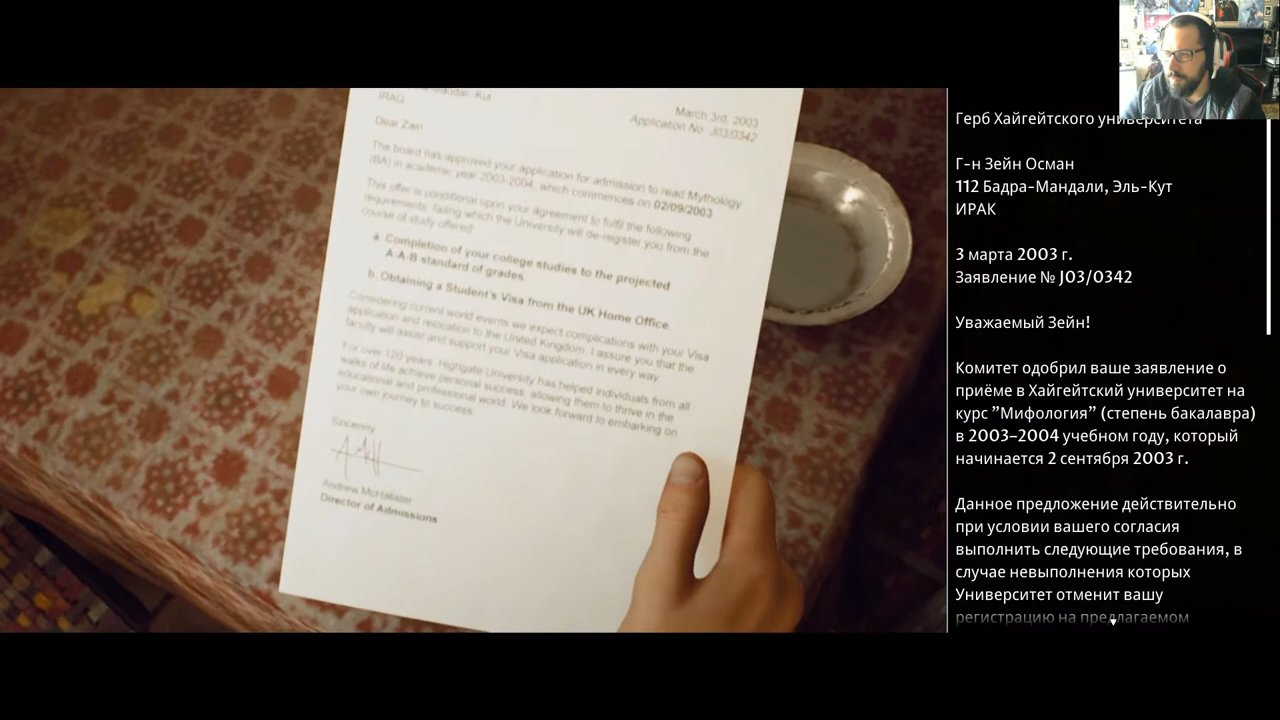 IRAQ
March 3rd, 2003
Application No. J03/0342
Dear Zain
The board has approved your application for admission to read Mythology
(BA) in academic year 2003-2004, which commences on 02/09/2003.
This offer is conditional upon your agreement to fulfil the following
requirements, failing which the University will de-register you from the
course of study offered:
a. Completion of your college studies to the projected
A-A-B standard of grades.
b. Obtaining a Student's Visa from the UK Home Office.
Considering current world events we expect complications with your Visa
application and relocation to the United Kingdom. I assure you that the
faculty will assist and support your Visa application in every way.
For over 120 years, Highgate University has helped individuals from all
walks of life achieve personal success, allowing them to thrive in the
educational and professional world. We look forward to embarking on
your own journey to success.
Sincerely
Andrew McHalster
Director of Admissions
Герб Хайгейтского университета
Г-н Зейн Осман
112 Бадра-Мандали, Эль-Кут
ИРАК
3 марта 2003 г.
Заявление № J03/0342
Уважаемый Зейн!
Комитет одобрил ваше заявление о
приёме в Хайгейтский университет на
курс "Мифология" (степень бакалавра)
в 2003–2004 учебном году, который
начинается 2 сентября 2003 г.
Данное предложение действительно
при условии вашего согласия
выполнить следующие требования, в
случае невыполнения которых
Университет отменит вашу
регистрацию на предлагаемом